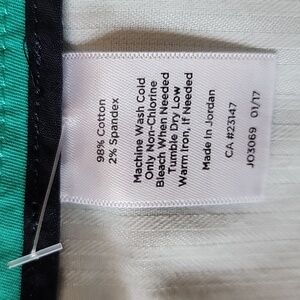 98% Cotton
2% Spandex
Machine Wash Cold
Only Non-Chlorine
Bleach When Needed
Tumble Dry Low
Warm Iron, If Needed
Made In Jordan
CA #23147
JO3069 01/17